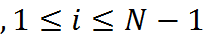 , 1 ≤ i ≤ N − 1